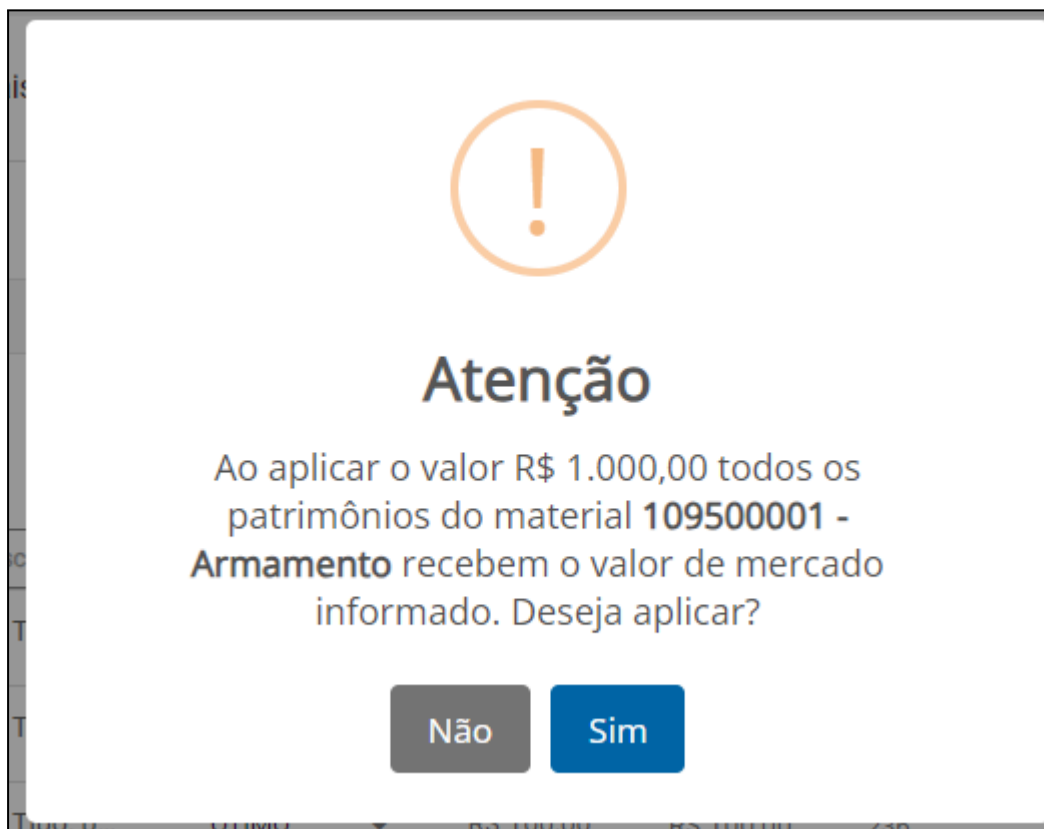 !
Atenção
Ao aplicar o valor R$ 1.000,00 todos os
patrimônios do material 109500001 -
Armamento recebem o valor de mercado
informado. Deseja aplicar?
Não Sim